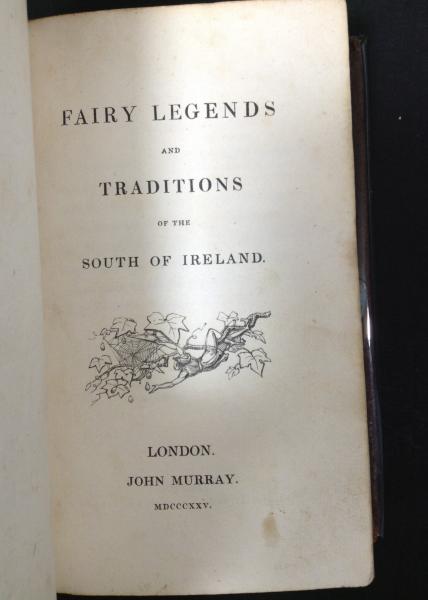 FAIRY LEGENDS
AND
TRADITIONS
OF THE
SOUTH OF IRELAND.
LONDON.
JOHN MURRAY.
MDCCCXXV.